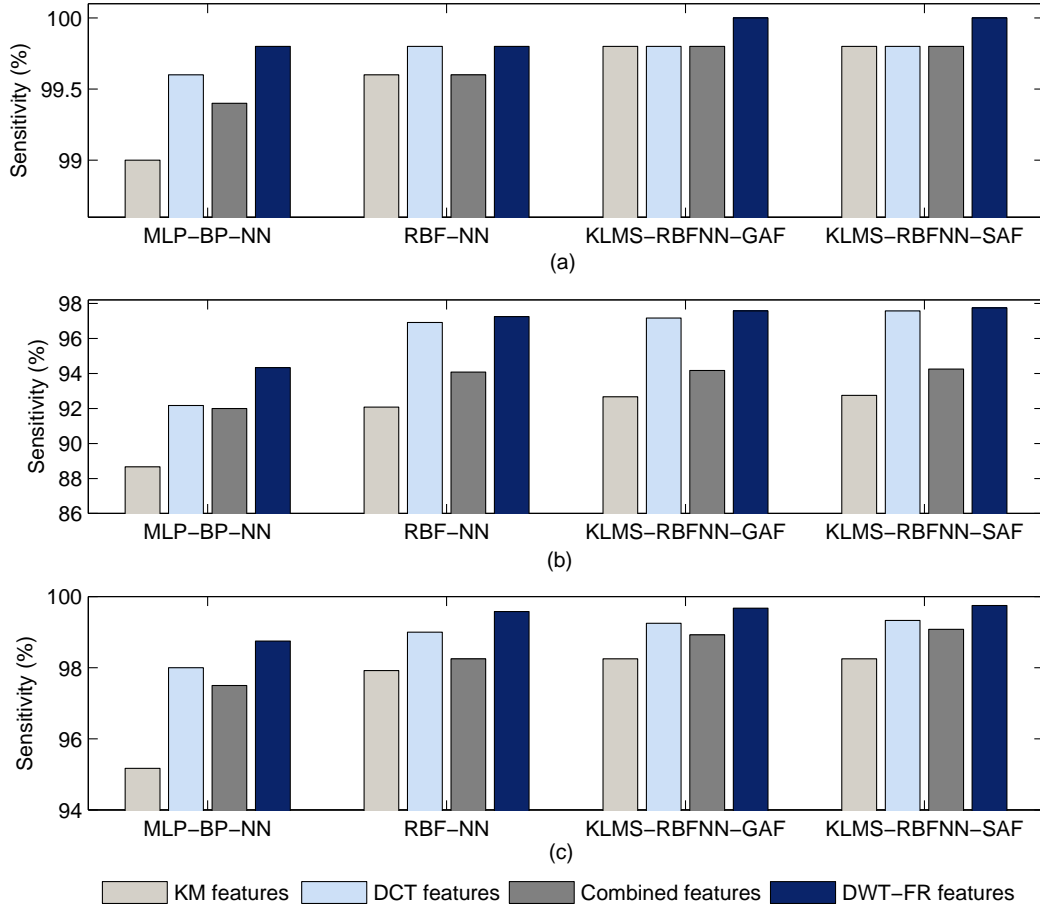 100
99.5
99
Sensitivity (%)
MLP−BP−NN RBF−NN KLMS−RBFNN−GAF KLMS−RBFNN−SAF
(a)
98
96
94
92
90
88
86
Sensitivity (%)
MLP−BP−NN RBF−NN KLMS−RBFNN−GAF KLMS−RBFNN−SAF
(b)
100
98
96
94
Sensitivity (%)
MLP−BP−NN RBF−NN KLMS−RBFNN−GAF KLMS−RBFNN−SAF
(c)
KM features DCT features Combined features DWT−FR features